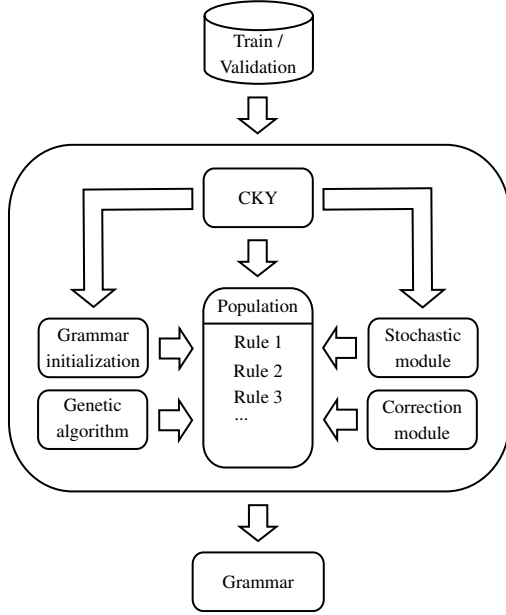 Train /
Validation
CKY
Population
Rule 1
Rule 2
Rule 3
...
Grammar
initialization
Genetic
algorithm
Stochastic
module
Correction
module
Grammar